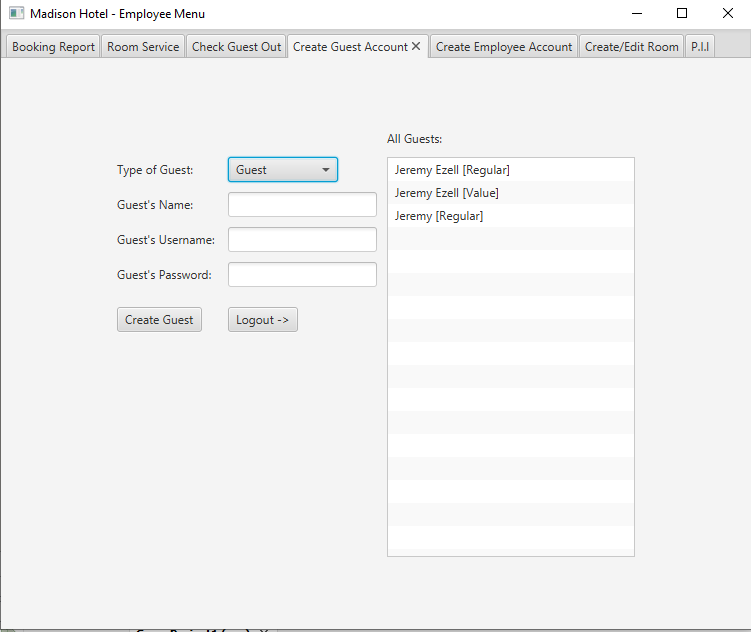 Madison Hotel - Employee Menu
Booking Report Room Service Check Guest Out Create Guest Account Create Employee Account Create/Edit Room P.I.I
All Guests:
Type of Guest: Guest
Guest's Name:
Guest's Username:
Guest's Password:
Create Guest Logout ->
Jeremy Ezell [Regular]
Jeremy Ezell [Value]
Jeremy [Regular]